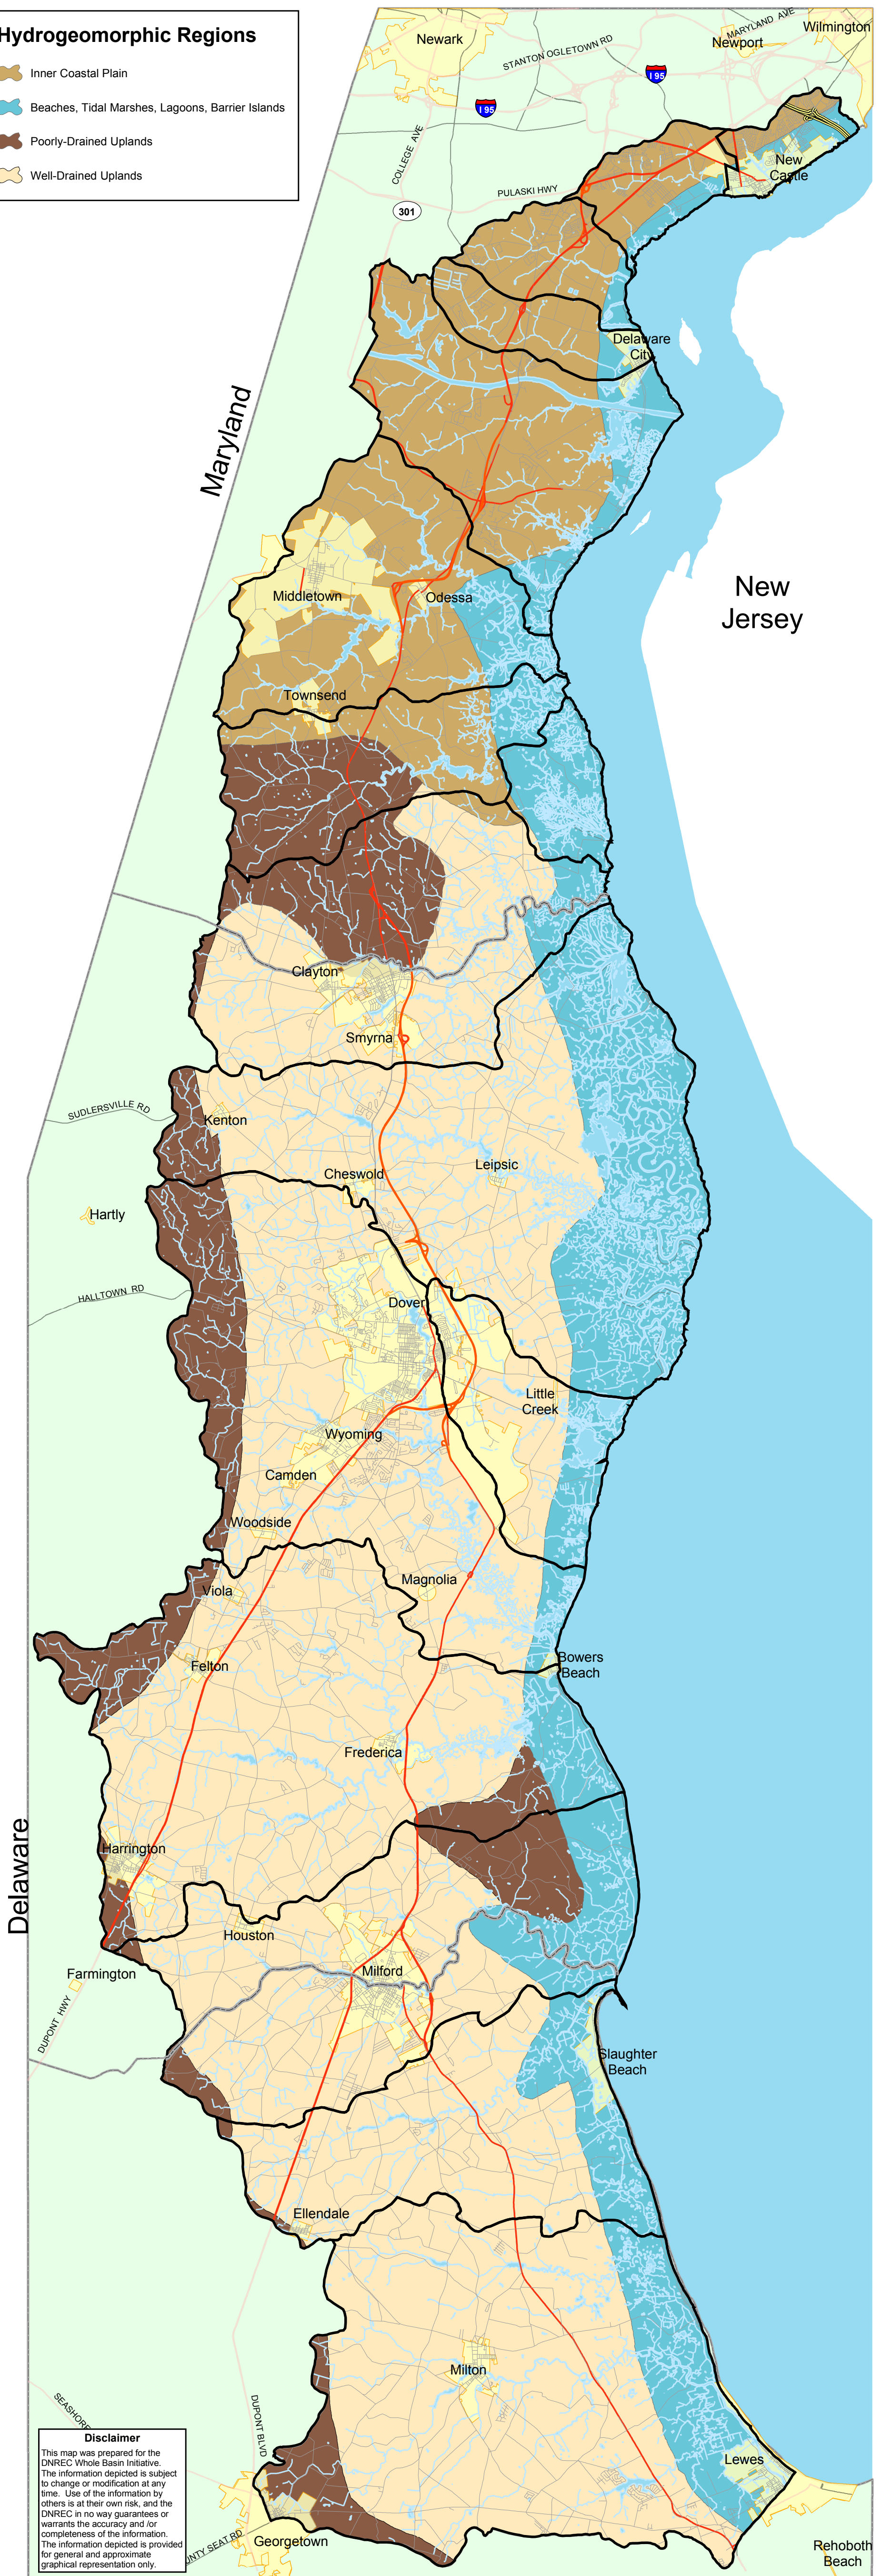 Hydrogeomorphic Regions
Inner Coastal Plain
Beaches, Tidal Marshes, Lagoons, Barrier Islands
Poorly-Drained Uplands
Well-Drained Uplands
Newark
STANTON OGLETOWN RD
MARYLAND AVE
Newport
Wilmington
I 95
I 95
COLLEGE AVE
PULASKI HWY
301
New
Castle
Delaware
City
Maryland
New
Jersey
Middletown
Odessa
Townsend
Clayton
Smyrna
SUDLERSVILLE RD
Kenton
Cheswold
Leipsic
Hartly
HALLTOWN RD
Dover
Little
Creek
Wyoming
Camden
Woodside
Viola
Magnolia
Felton
Bowers
Beach
Frederica
Delaware
Harrington
Houston
Farmington
Milford
DUPONT HWY
Slaughter
Beach
Ellendale
Milton
SEASHORE
DUPONT BLVD
Lewes
Georgetown
UNTY SEAT RD
Rehoboth
Beach
Disclaimer
This map was prepared for the
DNREC Whole Basin Initiative.
The information depicted is subject
to change or modification at any
time. Use of the information by
others is at their own risk, and the
DNREC in no way guarantees or
warrants the accuracy and /or
completeness of the information.
The information depicted is provided
for general and approximate
graphical representation only.